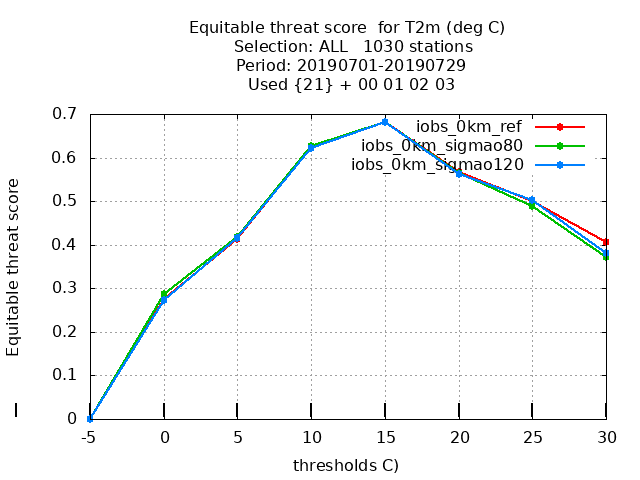 Equitable threat score for T2m (deg C)
Selection: ALL 1030 stations
Period: 20190701-20190729
Used {21} + 00 01 02 03
iobs_0km_ref
iobs_0km_sigmao80
iobs_0km_sigmao120
Equitable threat score
0.7
0.6
0.5
0.4
0.3
0.2
0.1
0
-5 0 5 10 15 20 25 30
thresholds C)